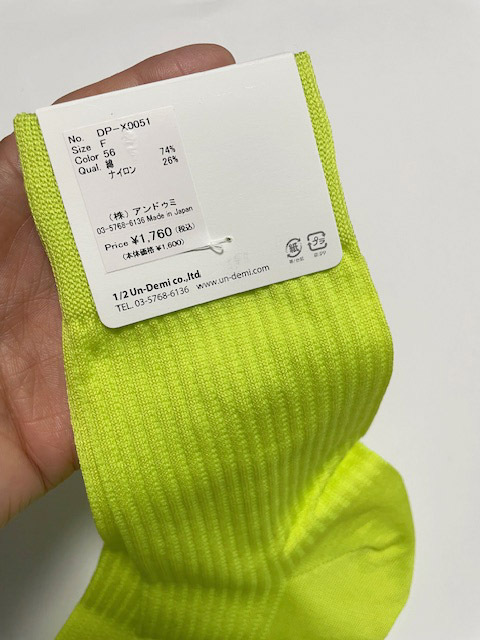 No. DP-X0051
Size F
Color 56
Qual. 綿 74%
ナイロン 26%
(株)アンドゥミ
03-5768-6136 Made in Japan
Price ¥1,760(税込)
(本体価格 ¥1,600)
1/2 Un-Demi co.,ltd
TEL. 03-5768-6136 www.un-demi.com
紙 プラ